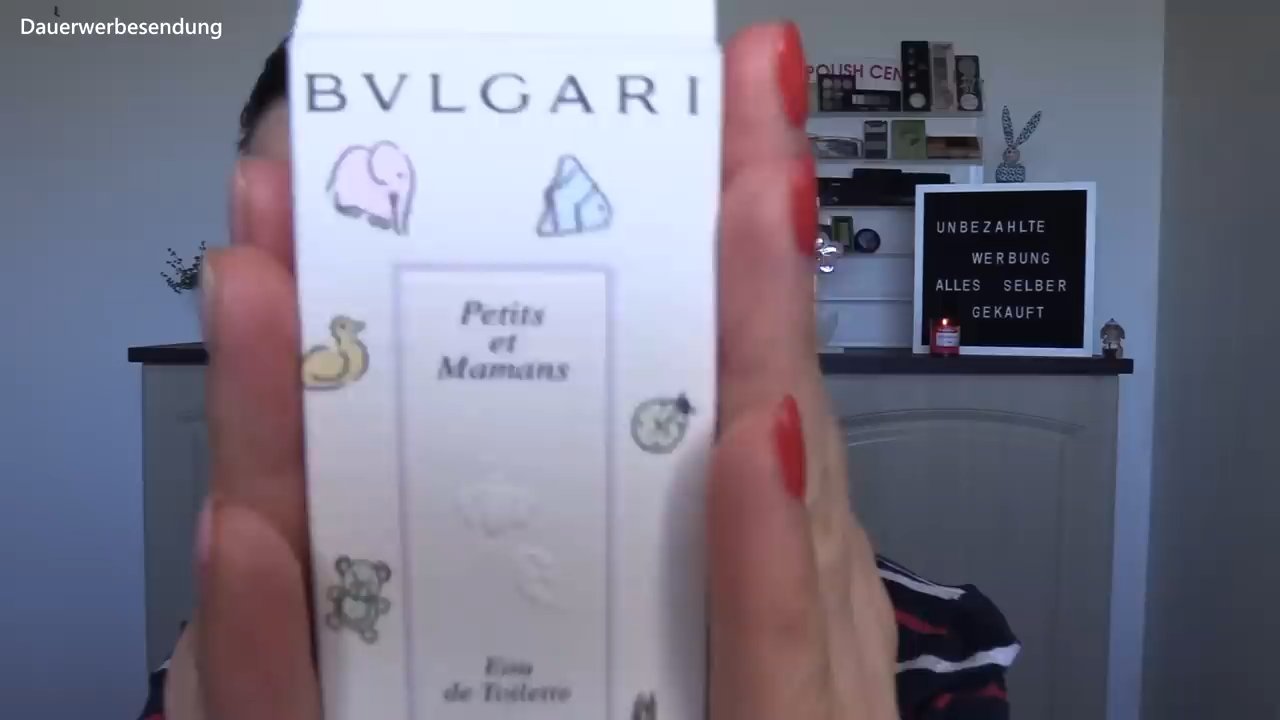 Dauerwerbesendung
BVLGARI
Petits
et
Mamans
Eau
de Toilette
POLISH CEN
UNBEZAHLTE
WERBUNG
ALLES SELBER
GEKAUFT